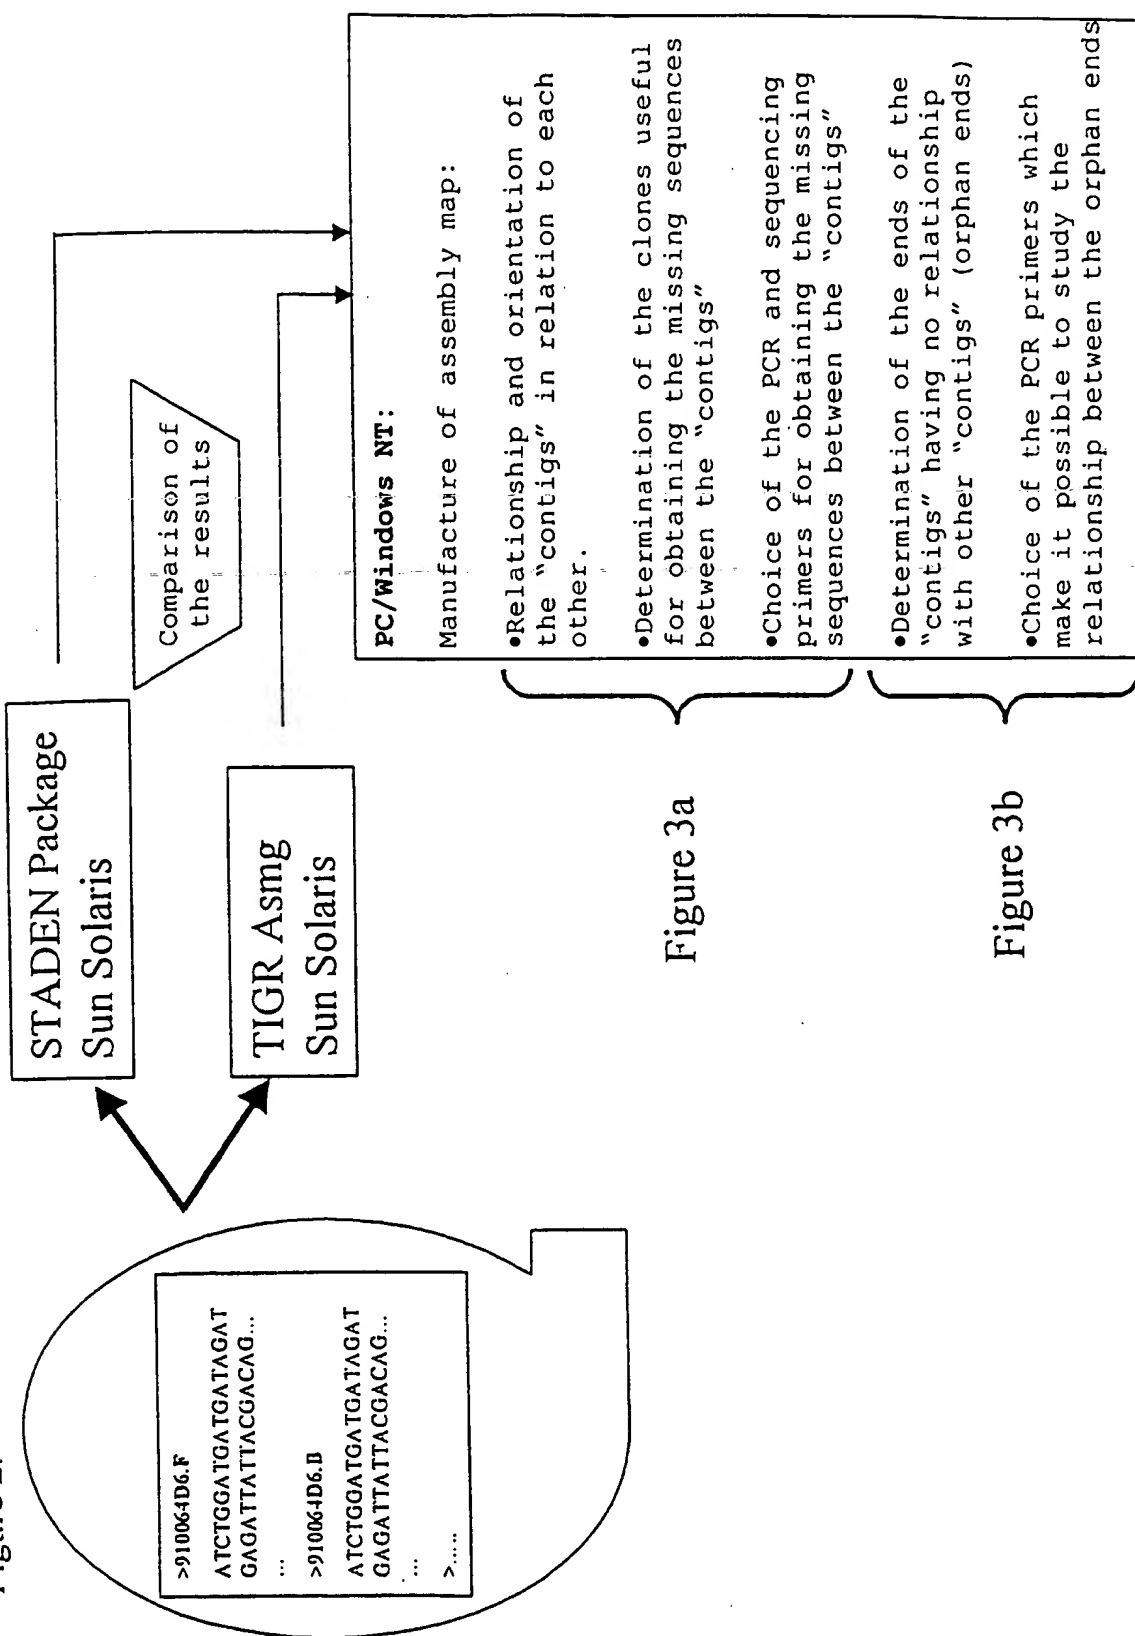 >910064D6.F
ATCTGGATGATGATAGAT
GAGATTATTACGACAG...
...
>910064D6.B
ATCTGGATGATGATAGAT
GAGATTATTACGACAG...
...
>.....
STADEN Package
Sun Solaris
TIGR Asmg
Sun Solaris
Comparison of
the results
PC/Windows NT:
Manufacture of assembly map:
•Relationship and orientation of
the “contigs” in relation to each
other.
•Determination of the clones useful
for obtaining the missing sequences
between the “contigs”
•Choice of the PCR and sequencing
primers for obtaining the missing
sequences between the “contigs”
•Determination of the ends of the
“contigs” having no relationship
with other “contigs” (orphan ends)
•Choice of the PCR primers which
make it possible to study the
relationship between the orphan ends
Figure 3a
Figure 3b